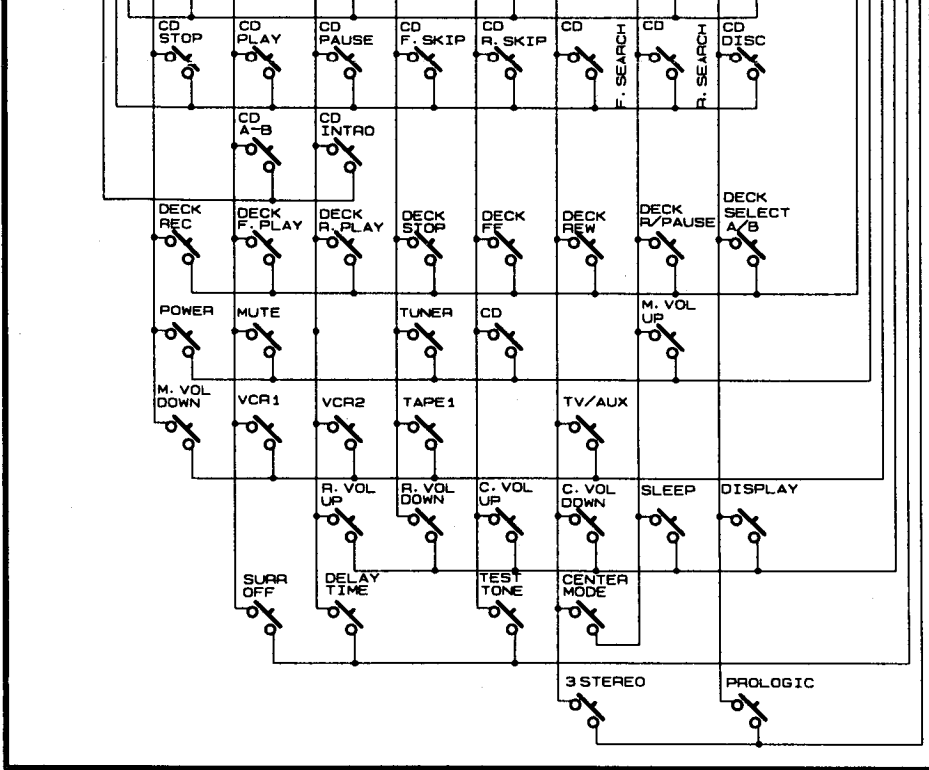 CD
STOP
CD
PLAY
CD
PAUSE
CD
F. SKIP
CD
R. SKIP
CD
F. SEARCH
CD
R. SEARCH
CD
DISC
CD
A-B
CD
INTRO
DECK
REC
DECK
F. PLAY
DECK
R. PLAY
DECK
STOP
DECK
FF
DECK
REW
DECK
R/PAUSE
DECK
SELECT
A/B
POWER
MUTE
TUNER
CD
M. VOL
UP
M. VOL
DOWN
VCR1
VCR2
TAPE1
TV/AUX
R. VOL
UP
R. VOL
DOWN
C. VOL
UP
C. VOL
DOWN
SLEEP
DISPLAY
SURR
OFF
DELAY
TIME
TEST
TONE
CENTER
MODE
3 STEREO
PROLOGIC